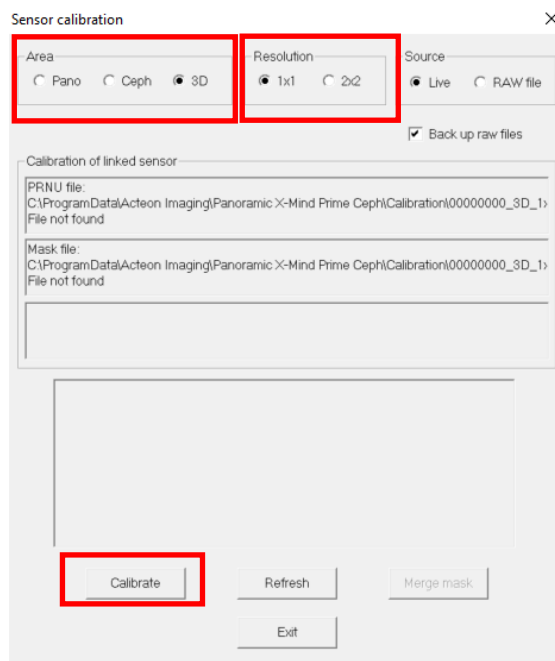 Sensor calibration
Area
Pano Ceph 3D
Resolution
1x1 2x2
Source
Live RAW file
Back up raw files
Calibration of linked sensor
PRNU file:
C:\ProgramData\Acteon Imaging\Panoramic X-Mind Prime Ceph\Calibration\00000000_3D_1x
File not found
Mask file:
C:\ProgramData\Acteon Imaging\Panoramic X-Mind Prime Ceph\Calibration\00000000_3D_1x
File not found
Calibrate
Refresh
Merge mask
Exit